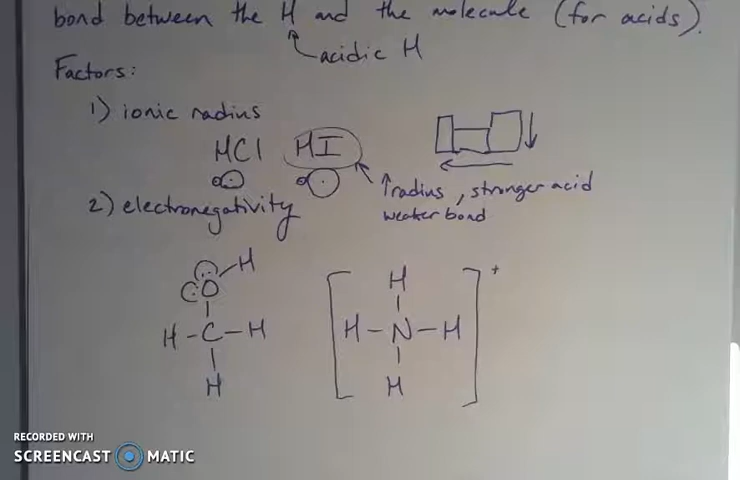 bond between the H and the molecule (for acids).
acidic H
Factors:
1) ionic radius
HCl HI
↑radius, stronger acid
weaker bond
2) electronegativity
H
O
H - C - H
H
H +
H - N - H
H
RECORDED WITH
SCREENCAST MATIC